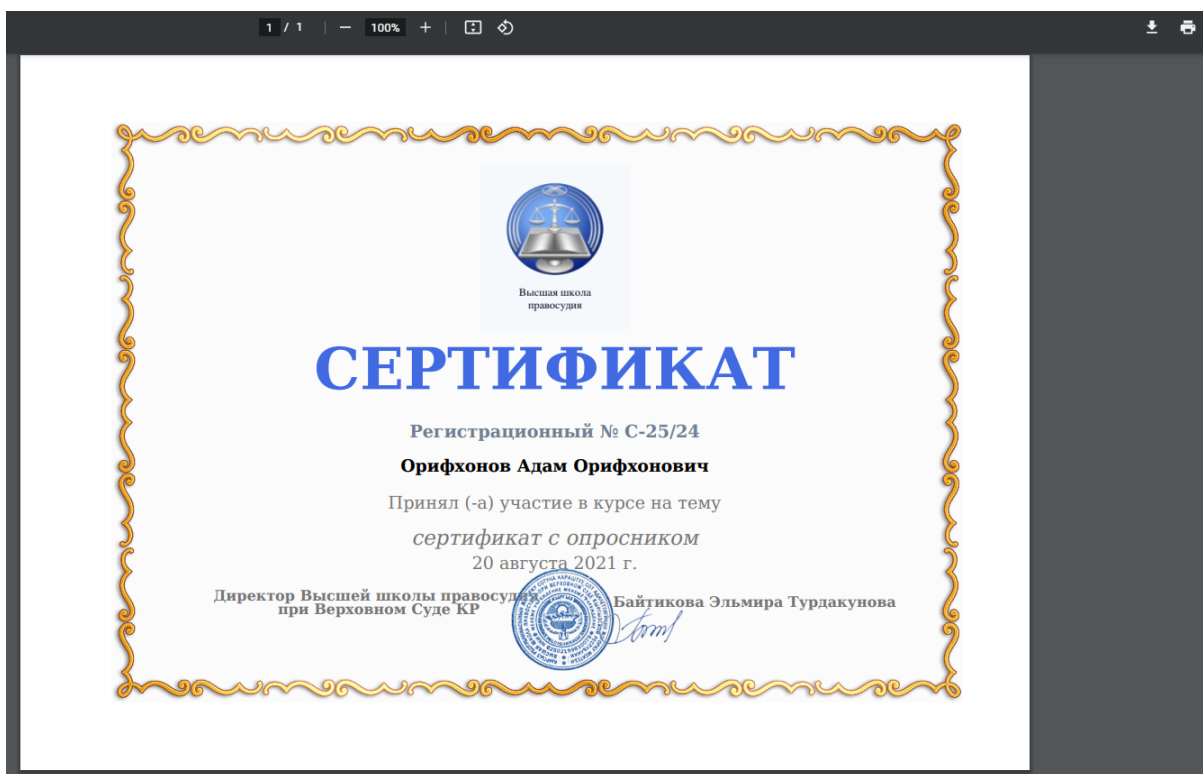 1 / 1 — 100% +
Высшая школа
правосудия
СЕРТИФИКАТ
Регистрационный № С-25/24
Орифхонов Адам Орифхонович
Принял (-а) участие в курсе на тему
сертификат с опросником
20 августа 2021 г.
Директор Высшей школы правосудия
при Верховном Суде КР
Байтикова Эльмира Турдакунова